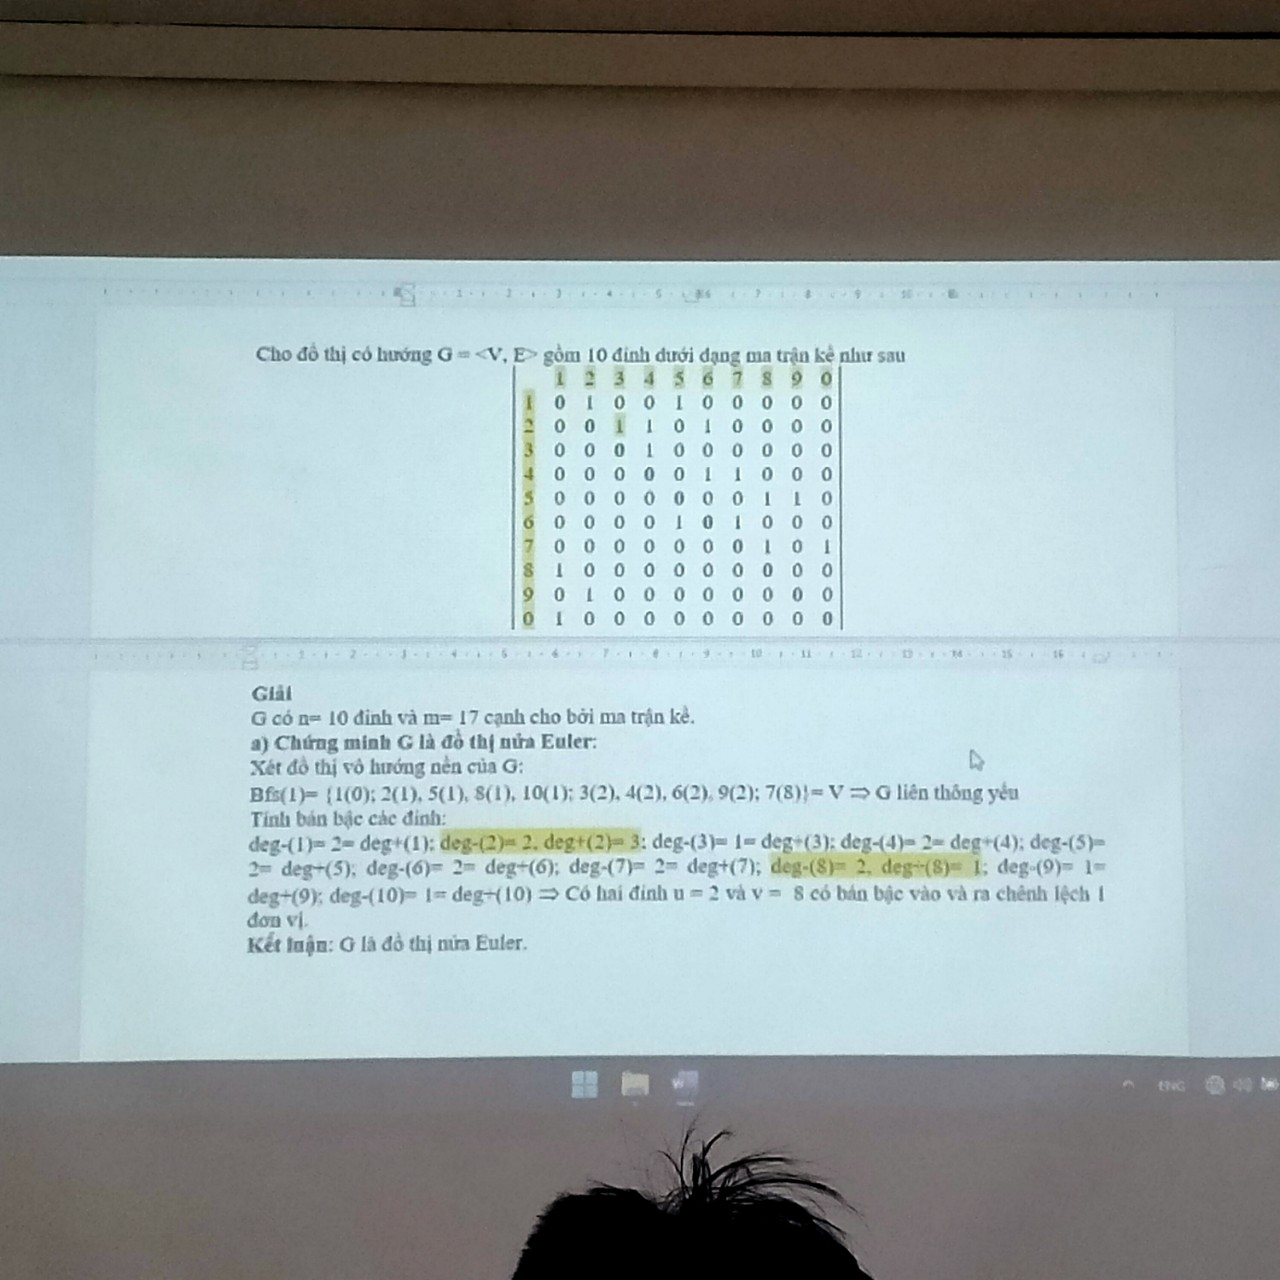 Cho đồ thị có hướng G = <V, E> gồm 10 đỉnh dưới dạng ma trận kề như sau
1 2 3 4 5 6 7 8 9 0
1 0 1 0 0 1 0 0 0 0 0
2 0 0 1 1 0 1 0 0 0 0
3 0 0 0 1 0 0 0 0 0 0
4 0 0 0 0 0 1 1 0 0 0
5 0 0 0 0 0 0 0 1 1 0
6 0 0 0 0 1 0 1 0 0 0
7 0 0 0 0 0 0 0 1 0 1
8 1 0 0 0 0 0 0 0 0 0
9 0 1 0 0 0 0 0 0 0 0
0 1 0 0 0 0 0 0 0 0 0
Giải
G có n= 10 đỉnh và m= 17 cạnh cho bởi ma trận kề.
a) Chứng minh G là đồ thị nửa Euler:
Xét đồ thị vô hướng nền của G:
Bfs(1)= {1(0); 2(1), 5(1), 8(1), 10(1); 3(2), 4(2), 6(2), 9(2); 7(8)}= V ⇒ G liên thông yếu
Tính bán bậc các đỉnh:
deg-(1)= 2= deg+(1); deg-(2)= 2, deg+(2)= 3; deg-(3)= 1= deg+(3); deg-(4)= 2= deg+(4); deg-(5)=
2= deg+(5); deg-(6)= 2= deg+(6); deg-(7)= 2= deg+(7); deg-(8)= 2, deg+(8)= 1; deg-(9)= 1=
deg+(9); deg-(10)= 1= deg+(10) ⇒ Có hai đỉnh u = 2 và v = 8 có bán bậc vào và ra chênh lệch 1
đơn vị.
Kết luận: G là đồ thị nửa Euler.
ENG